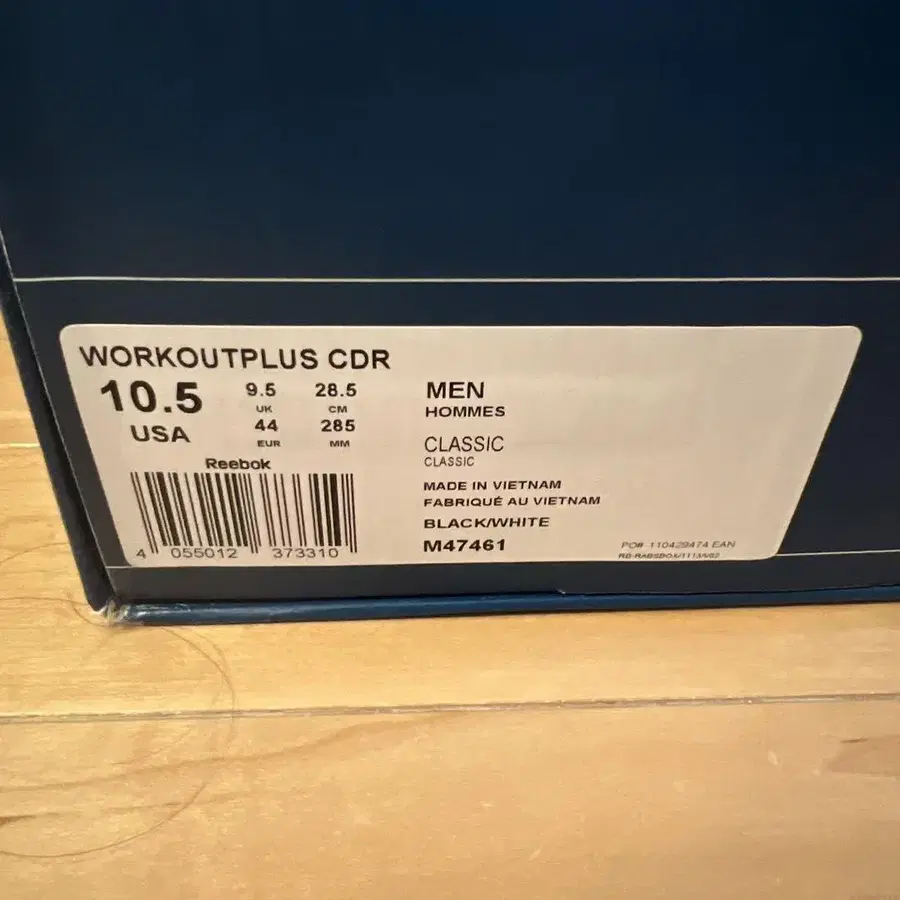 WORKOUTPLUS CDR
10.5 9.5 28.5
UK CM
USA 44 285
EUR MM
Reebok
4 055012 373310
MEN
HOMMES
CLASSIC
CLASSIC
MADE IN VIETNAM
FABRIQUÉ AU VIETNAM
BLACK/WHITE
M47461
PO# 110429474 EAN